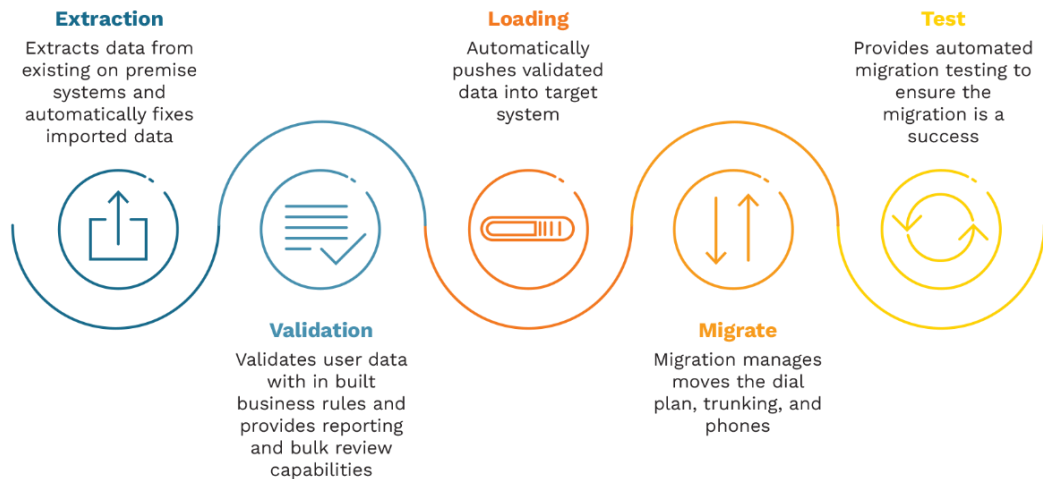 Extraction
Extracts data from
existing on premise
systems and
automatically fixes
imported data
Validation
Validates user data
with in built
business rules and
provides reporting
and bulk review
capabilities
Loading
Automatically
pushes validated
data into target
system
Migrate
Migration manages
moves the dial
plan, trunking, and
phones
Test
Provides automated
migration testing to
ensure the
migration is a
success